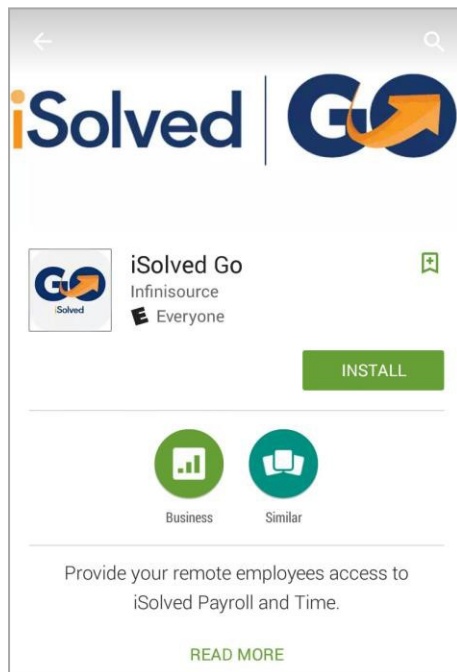 iSolved GO
iSolved Go
GO
iSolved
Infinisource
E Everyone
INSTALL
Business Similar
Provide your remote employees access to
iSolved Payroll and Time.
READ MORE